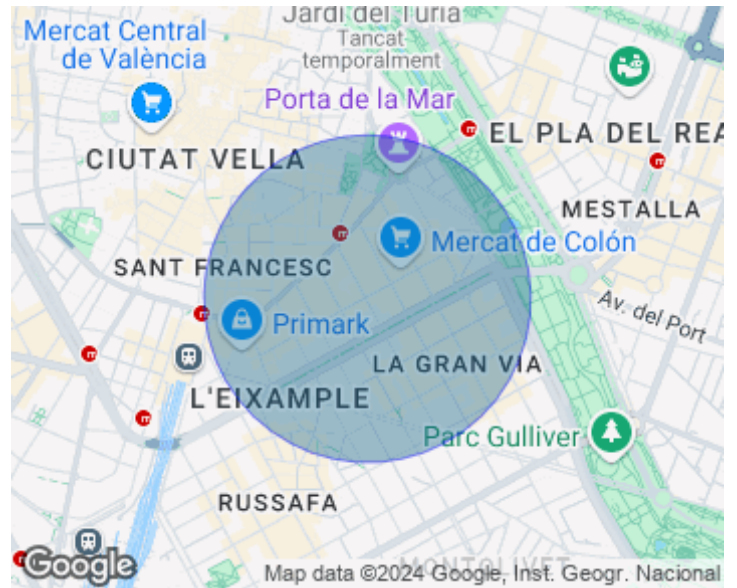 Jardí del Túria
Tancat
temporalment
Mercat Central
de València
Porta de la Mar
EL PLA DEL REA
CIUTAT VELLA
MESTALLA
Mercat de Colón
SANT FRANCESC
Av. del Port
Primark
LA GRAN VIA
L'EIXAMPLE
Parc Gulliver
RUSSAFA
MONTOLIVET
Google
Map data ©2024 Google, Inst. Geogr. Nacional